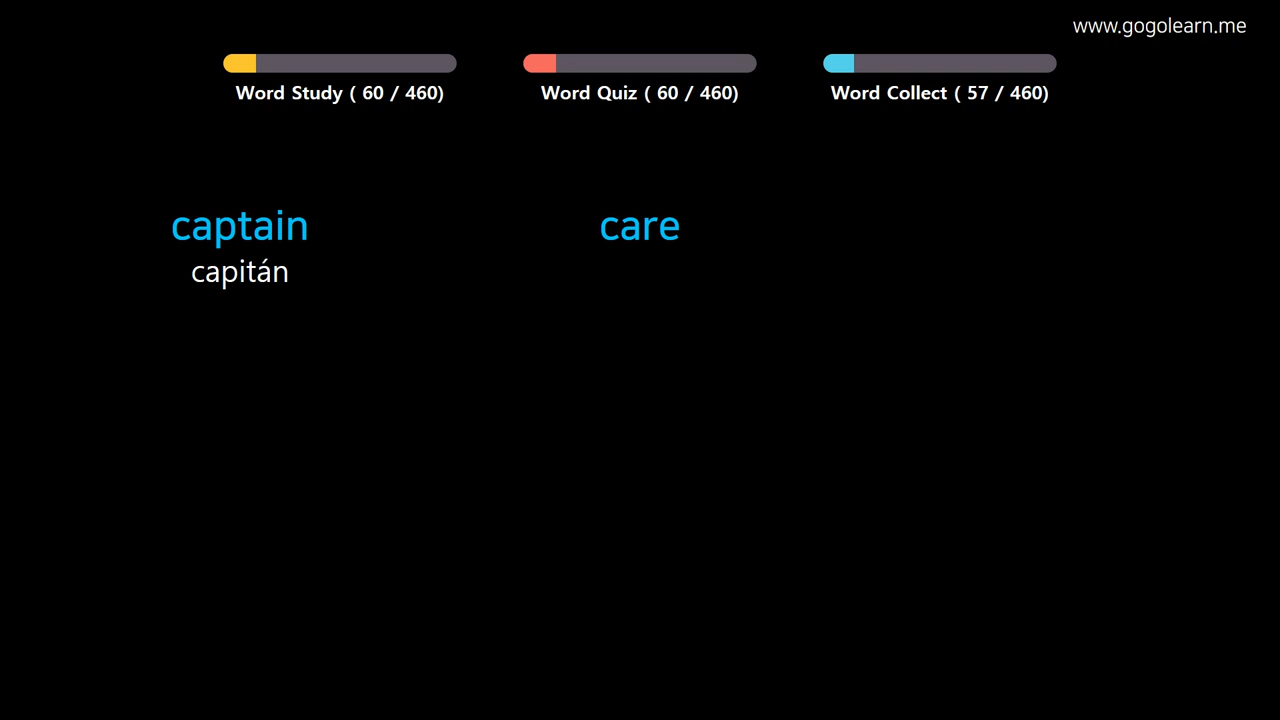 www.gogolearn.me
Word Study ( 60 / 460)
Word Quiz ( 60 / 460)
Word Collect ( 57 / 460)
captain
care
capitán